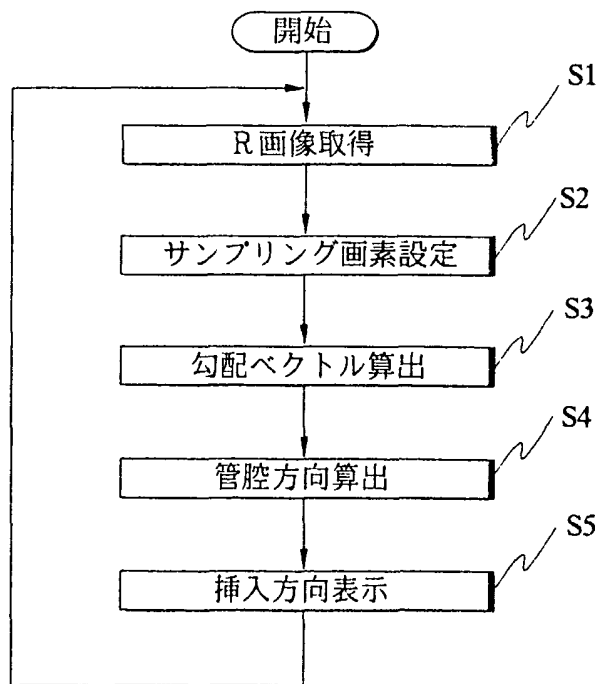 開始
S1
R画像取得
S2
サンプリング画素設定
S3
勾配ベクトル算出
S4
管腔方向算出
S5
挿入方向表示